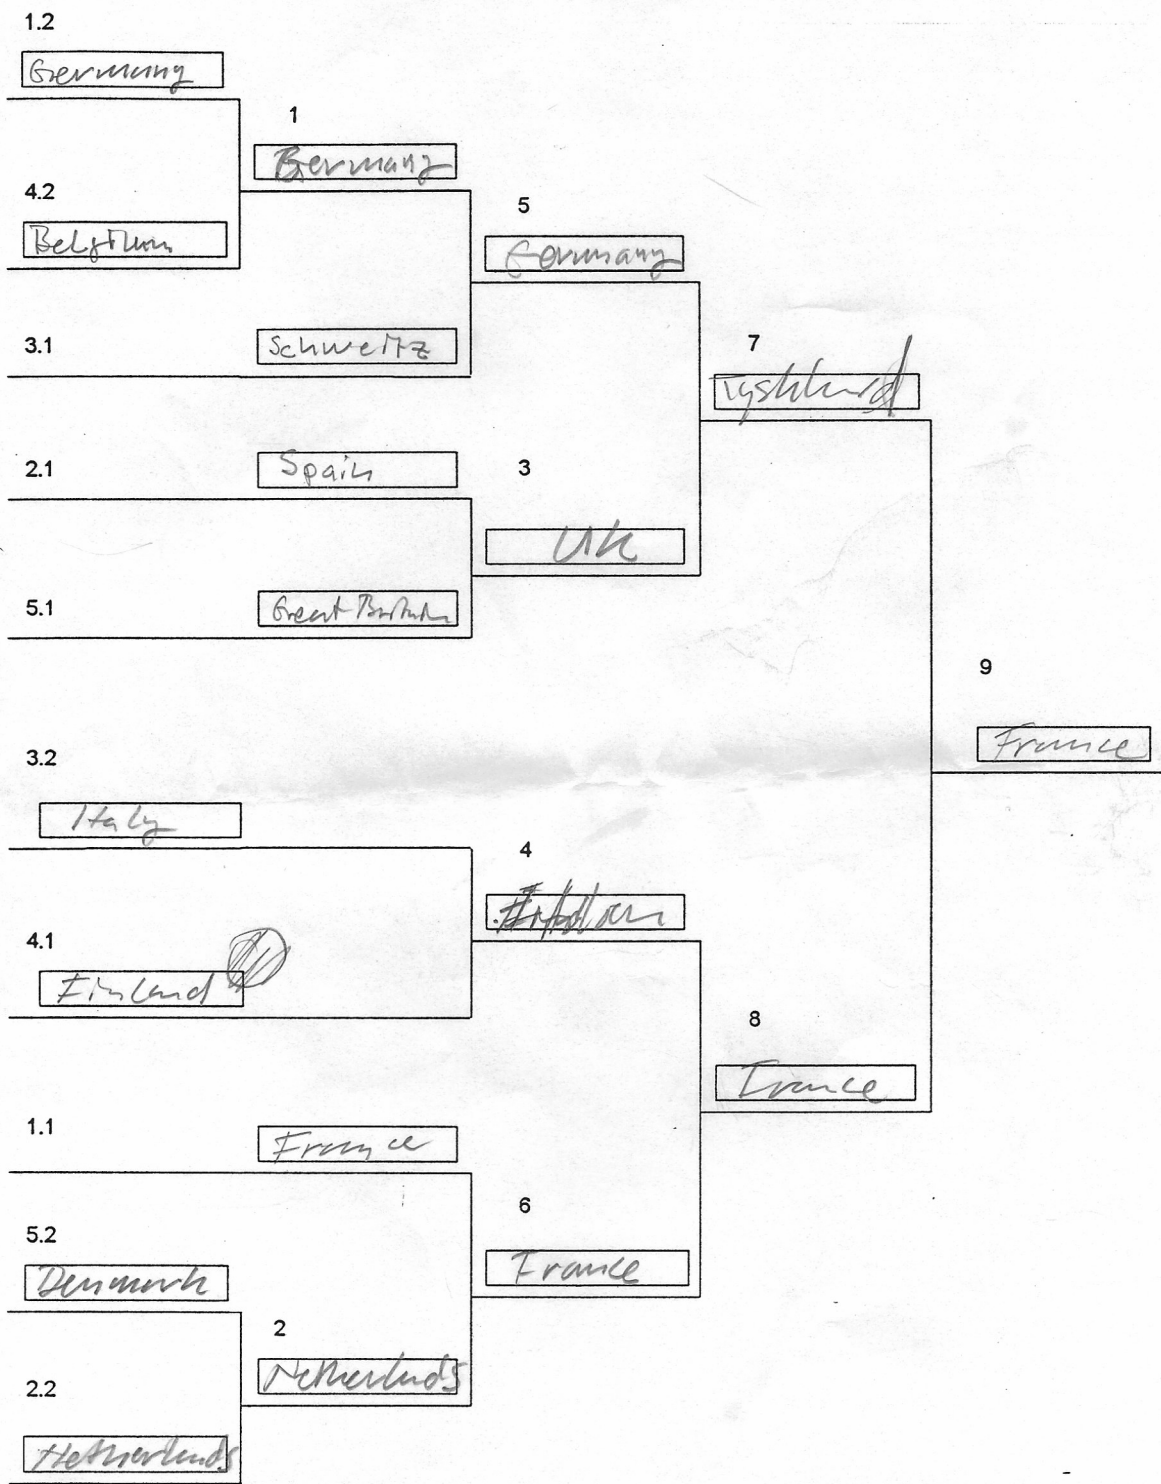 1.2
Germany
1
Germany
4.2
Belgium
5
Germany
3.1
Schweitz
7
Tyskland
2.1
Spain
3
UK
5.1
Great Britain
9
France
3.2
Italy
4
4.1
Finland
8
France
1.1
France
6
France
5.2
Denmark
2
Netherlands
2.2
Netherlands